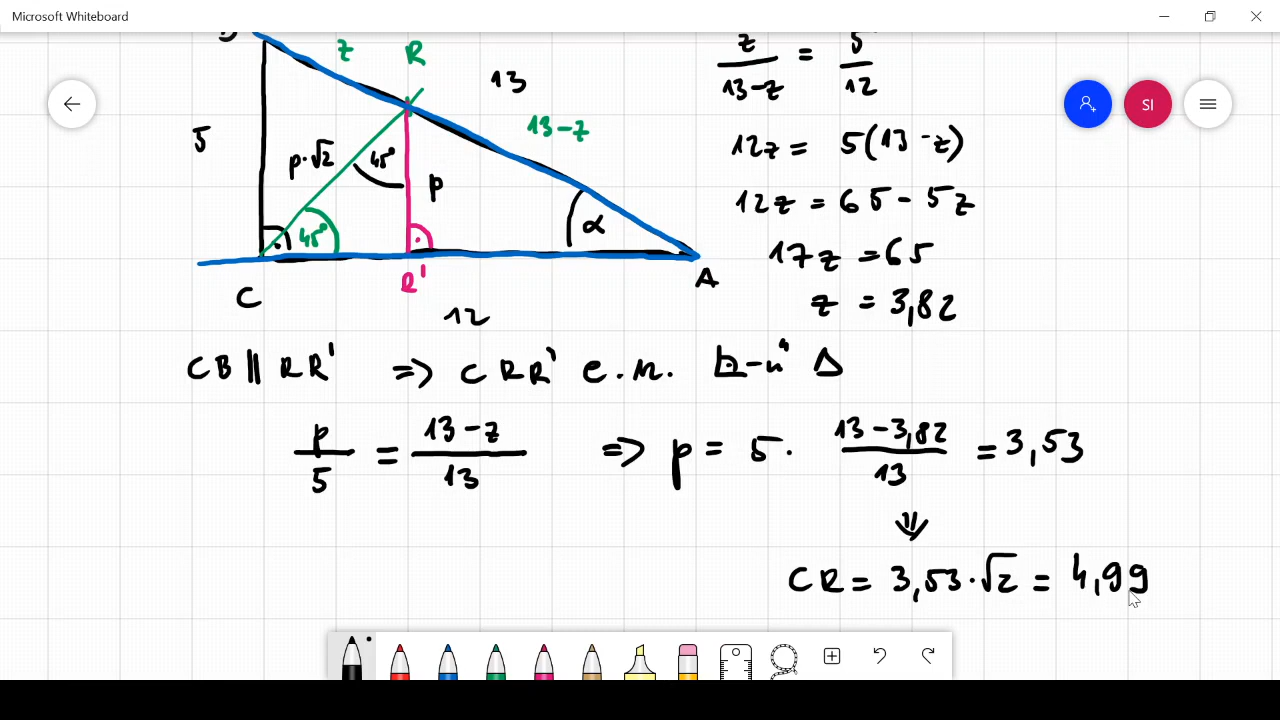 Microsoft Whiteboard
z
R
13
13-z
5
p·√2
45°
p
45°
α
C
R'
A
12
z/13-z = 5/12
12z = 5(13-z)
12z = 65-5z
17z = 65
z = 3,82
SI
CB || RR' => CRR' e.m. Δ
p/5 = 13-z/13 => p = 5· 13-3,82/13 = 3,53
⇓
CR = 3,53·√2 = 4,99